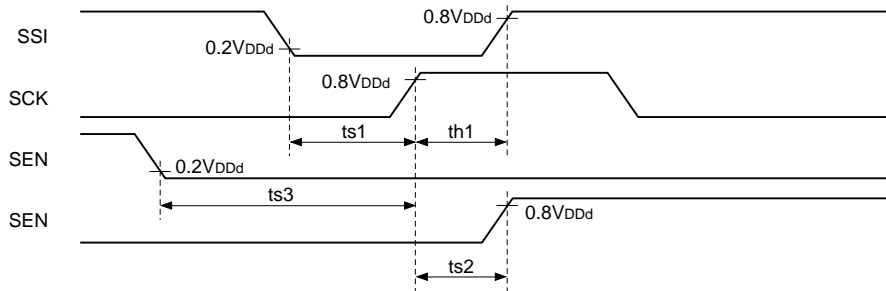 SSI
0.2VDDd
0.8VDDd
SCK
0.8VDDd
ts1
th1
SEN
0.2VDDd
ts3
SEN
0.8VDDd
ts2